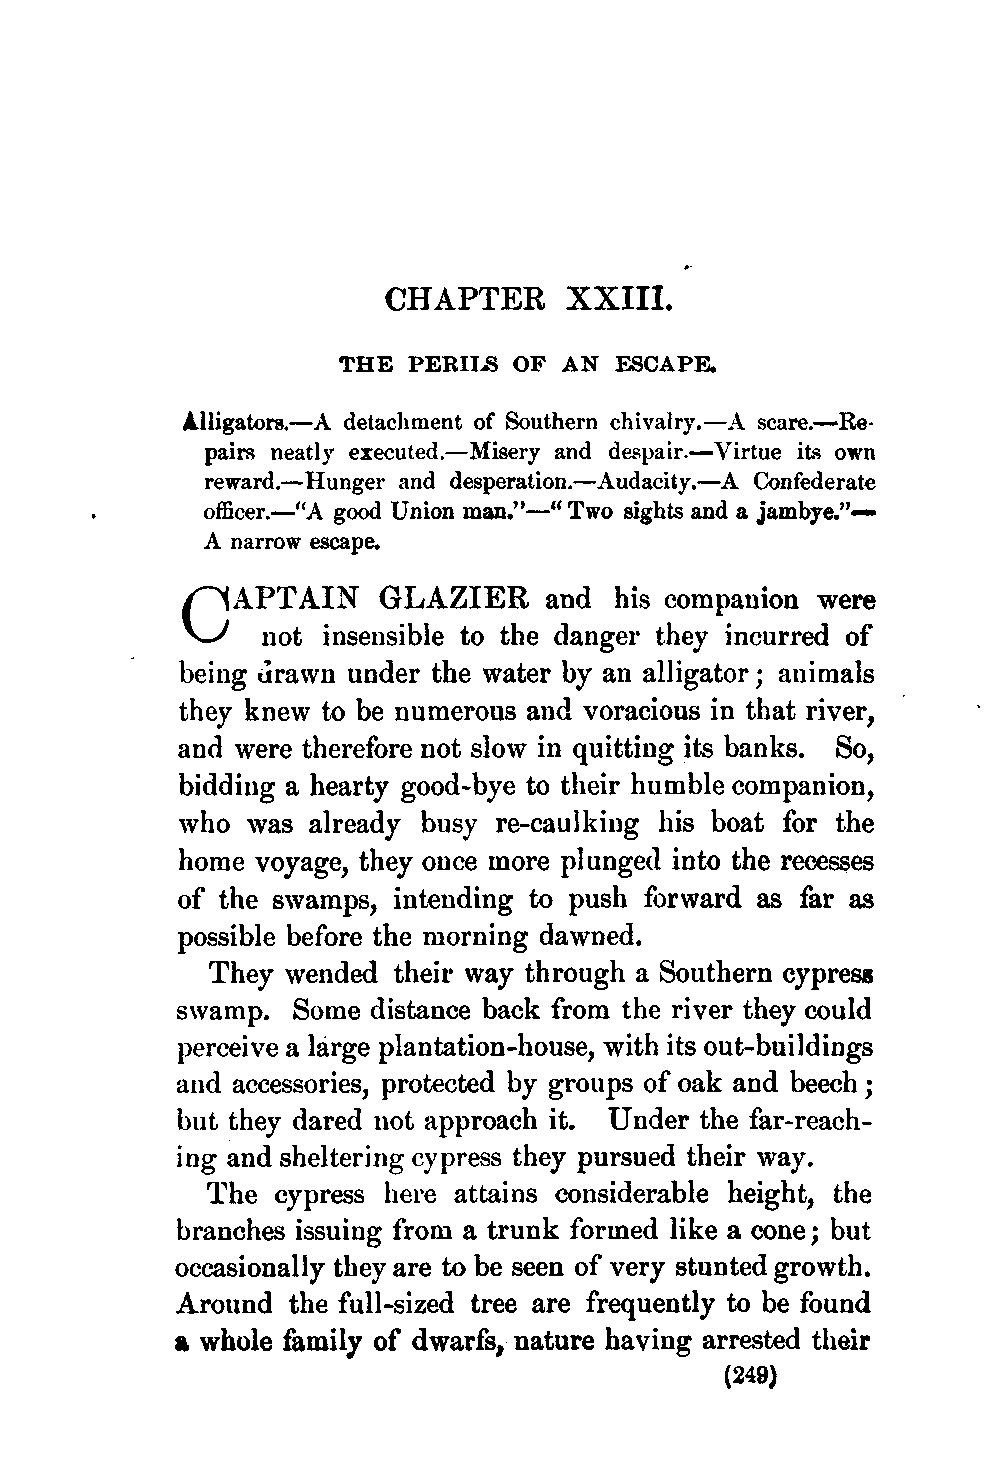 CHAPTER XXIII.
THE PERILS OF AN ESCAPE.
Alligators.—A detachment of Southern chivalry.—A scare.—Re-
pairs neatly executed.—Misery and despair.—Virtue its own
reward.—Hunger and desperation.—Audacity.—A Confederate
officer.—"A good Union man."—"Two sights and a jambye."—
A narrow escape.
CAPTAIN GLAZIER and his companion were
not insensible to the danger they incurred of
being drawn under the water by an alligator; animals
they knew to be numerous and voracious in that river,
and were therefore not slow in quitting its banks. So,
bidding a hearty good-bye to their humble companion,
who was already busy re-caulking his boat for the
home voyage, they once more plunged into the recesses
of the swamps, intending to push forward as far as
possible before the morning dawned.
They wended their way through a Southern cypress
swamp. Some distance back from the river they could
perceive a large plantation-house, with its out-buildings
and accessories, protected by groups of oak and beech;
but they dared not approach it. Under the far-reach-
ing and sheltering cypress they pursued their way.
The cypress here attains considerable height, the
branches issuing from a trunk formed like a cone; but
occasionally they are to be seen of very stunted growth.
Around the full-sized tree are frequently to be found
a whole family of dwarfs, nature having arrested their
(249)